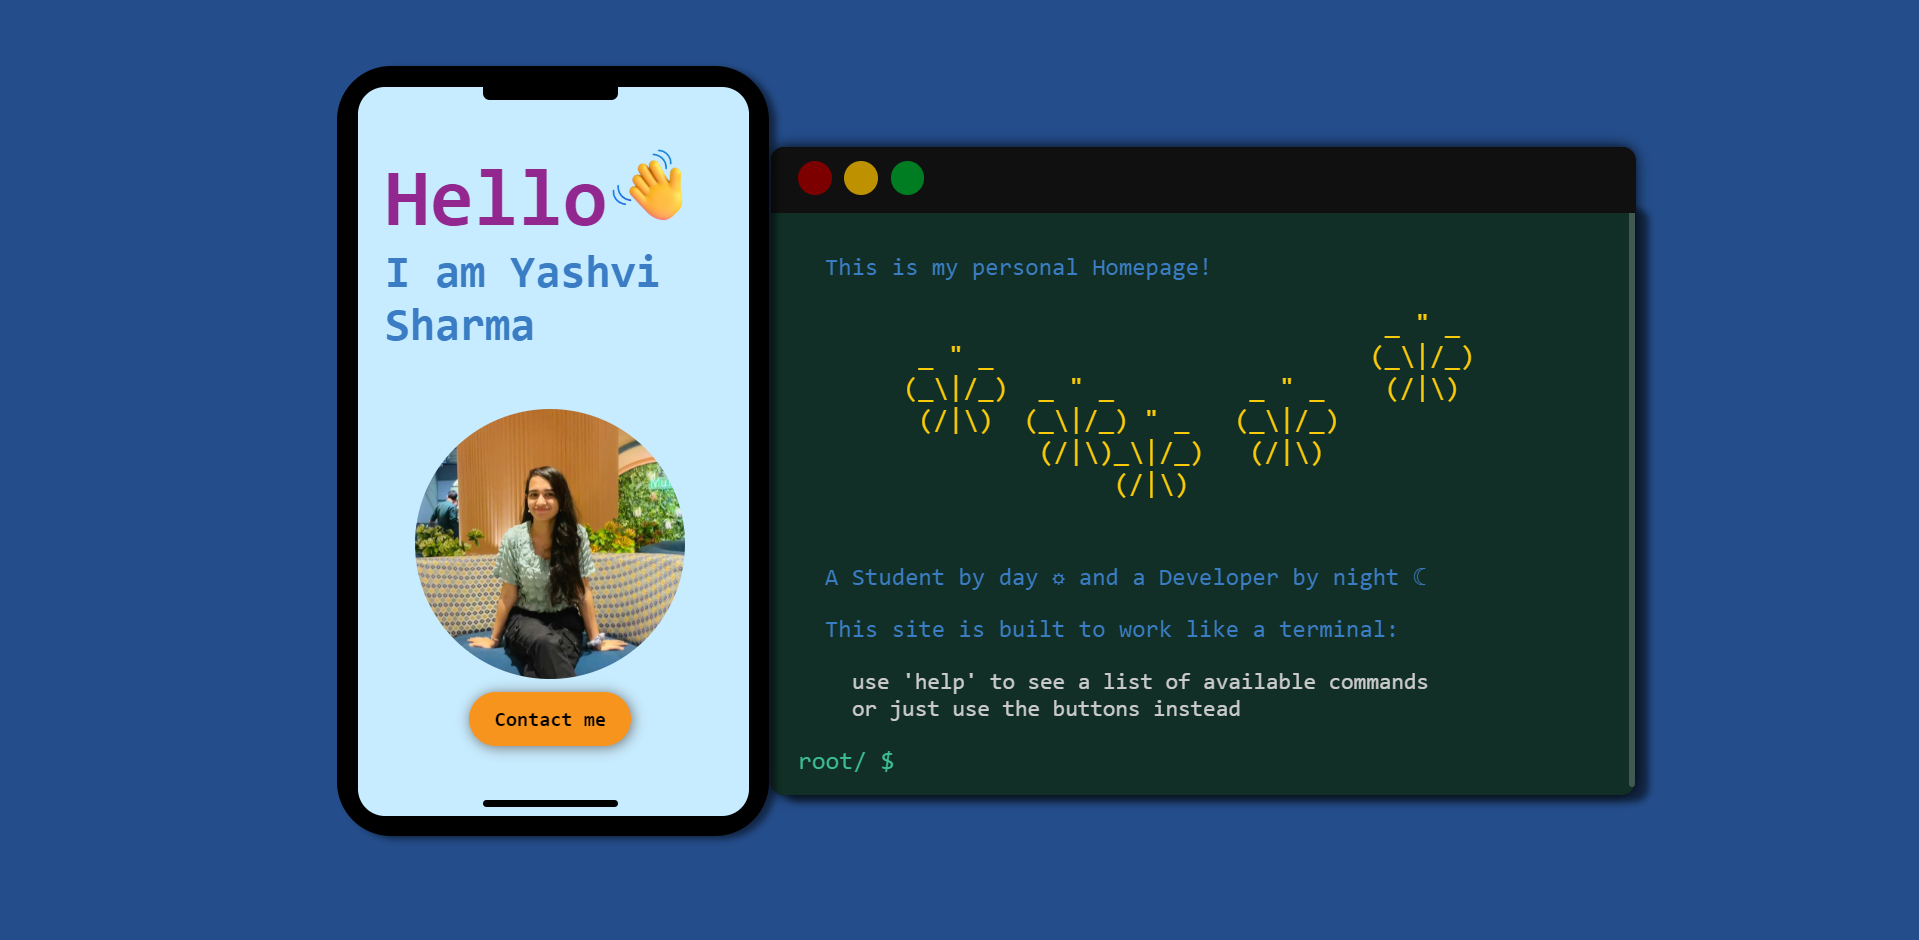 Hello👋
I am Yashvi
Sharma
Contact me
This is my personal Homepage!
A Student by day ☼ and a Developer by night ☾
This site is built to work like a terminal:
use 'help' to see a list of available commands
or just use the buttons instead
root/ $